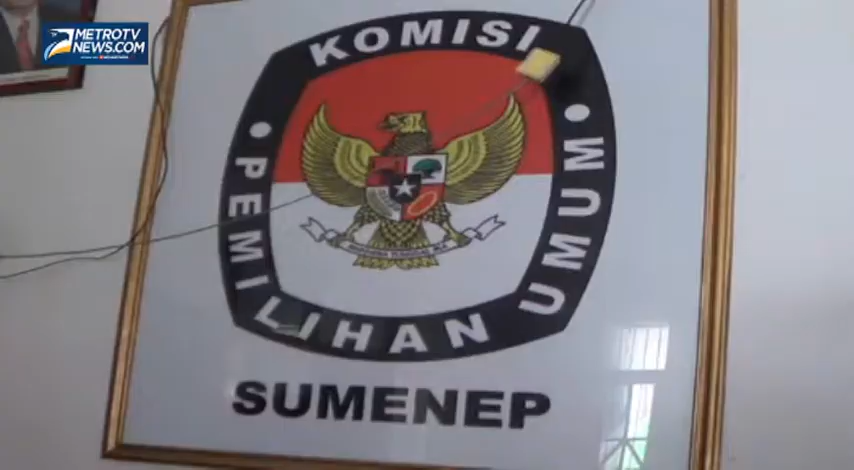 METROTV
NEWS.COM
KOMISI
PEMILIHAN UMUM
SUMENEP